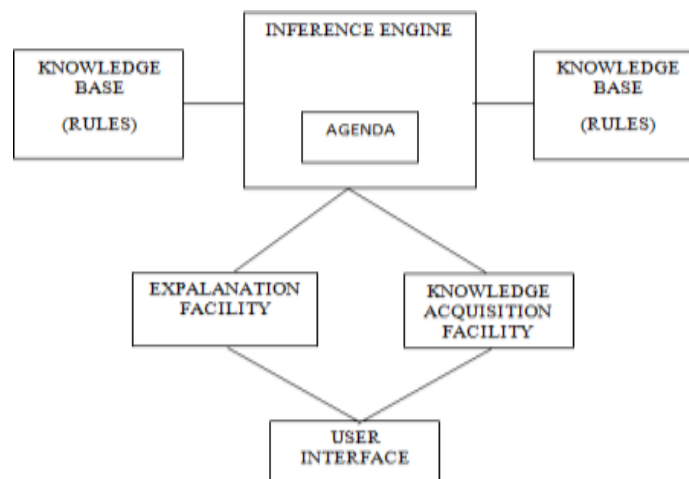 INFERENCE ENGINE
KNOWLEDGE
BASE
(RULES)
AGENDA
KNOWLEDGE
BASE
(RULES)
EXPALANATION
FACILITY
KNOWLEDGE
ACQUISITION
FACILITY
USER
INTERFACE